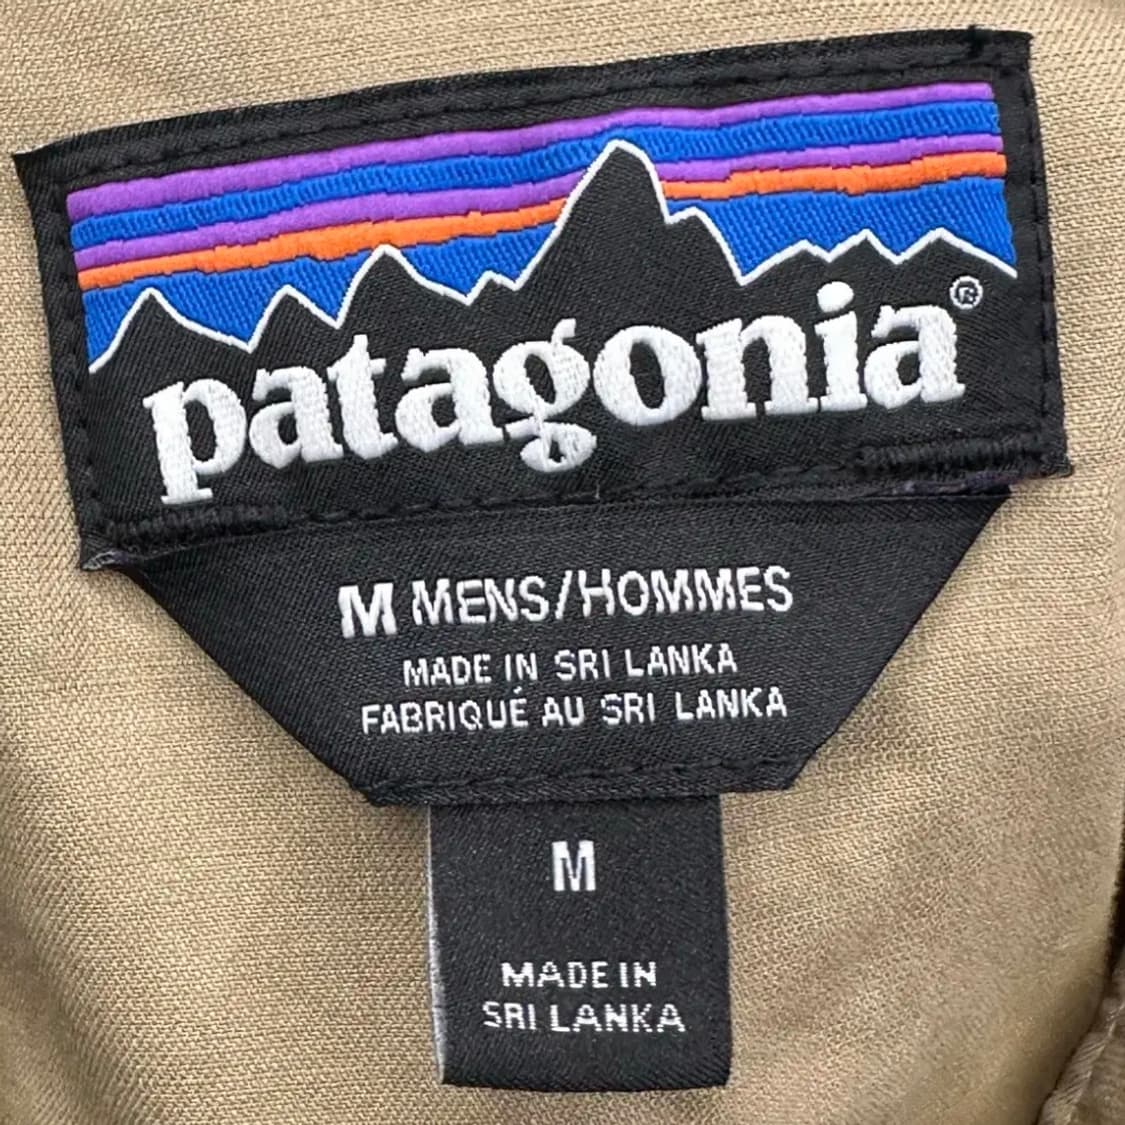 patagonia®
M MENS/HOMMES
MADE IN SRI LANKA
FABRIQUÉ AU SRI LANKA
M
MADE IN
SRI LANKA